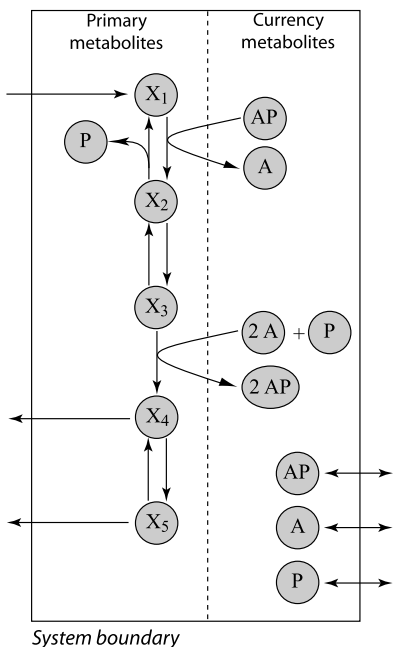 Primary
metabolites
Currency
metabolites
X1
AP
P
A
X2
X3
2 A + P
2 AP
X4
AP
X5
A
P
System boundary